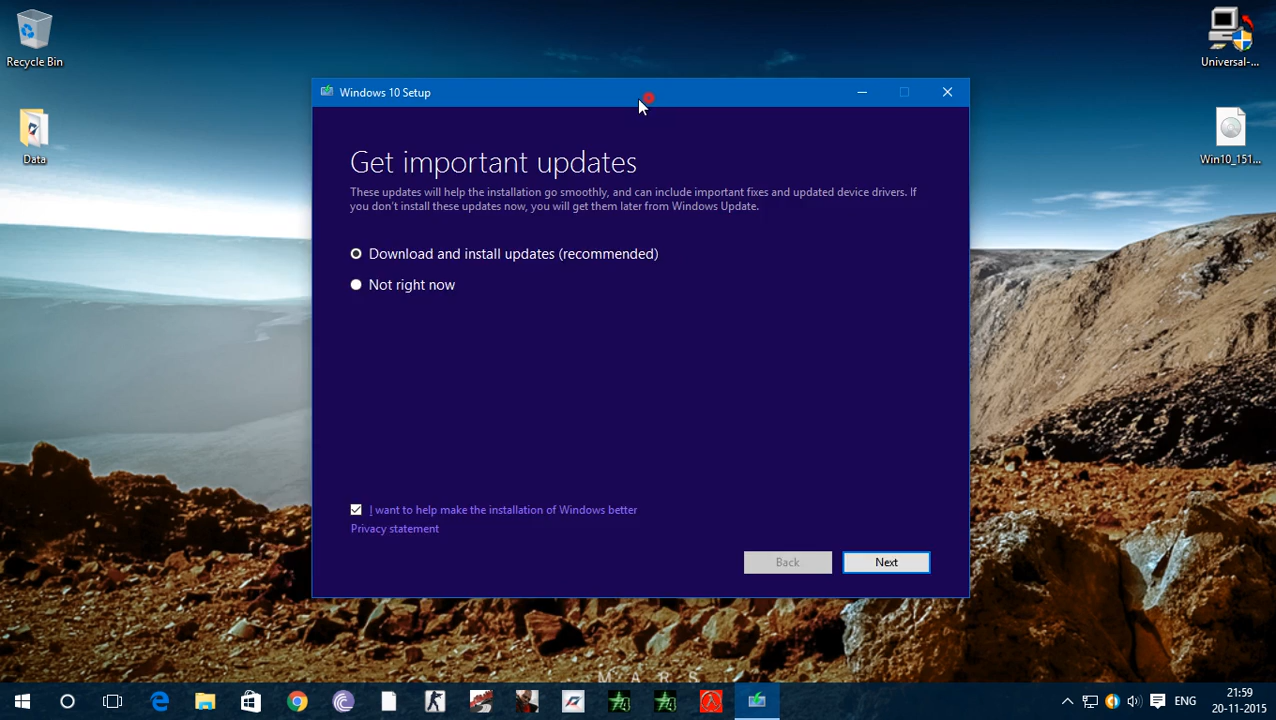 Recycle Bin
Data
Universal-...
Win10_151...
Windows 10 Setup
Get important updates
These updates will help the installation go smoothly, and can include important fixes and updated device drivers. If
you don't install these updates now, you will get them later from Windows Update.
Download and install updates (recommended)
Not right now
I want to help make the installation of Windows better
Privacy statement
Back
Next
MARS
ENG
21:59
20-11-2015